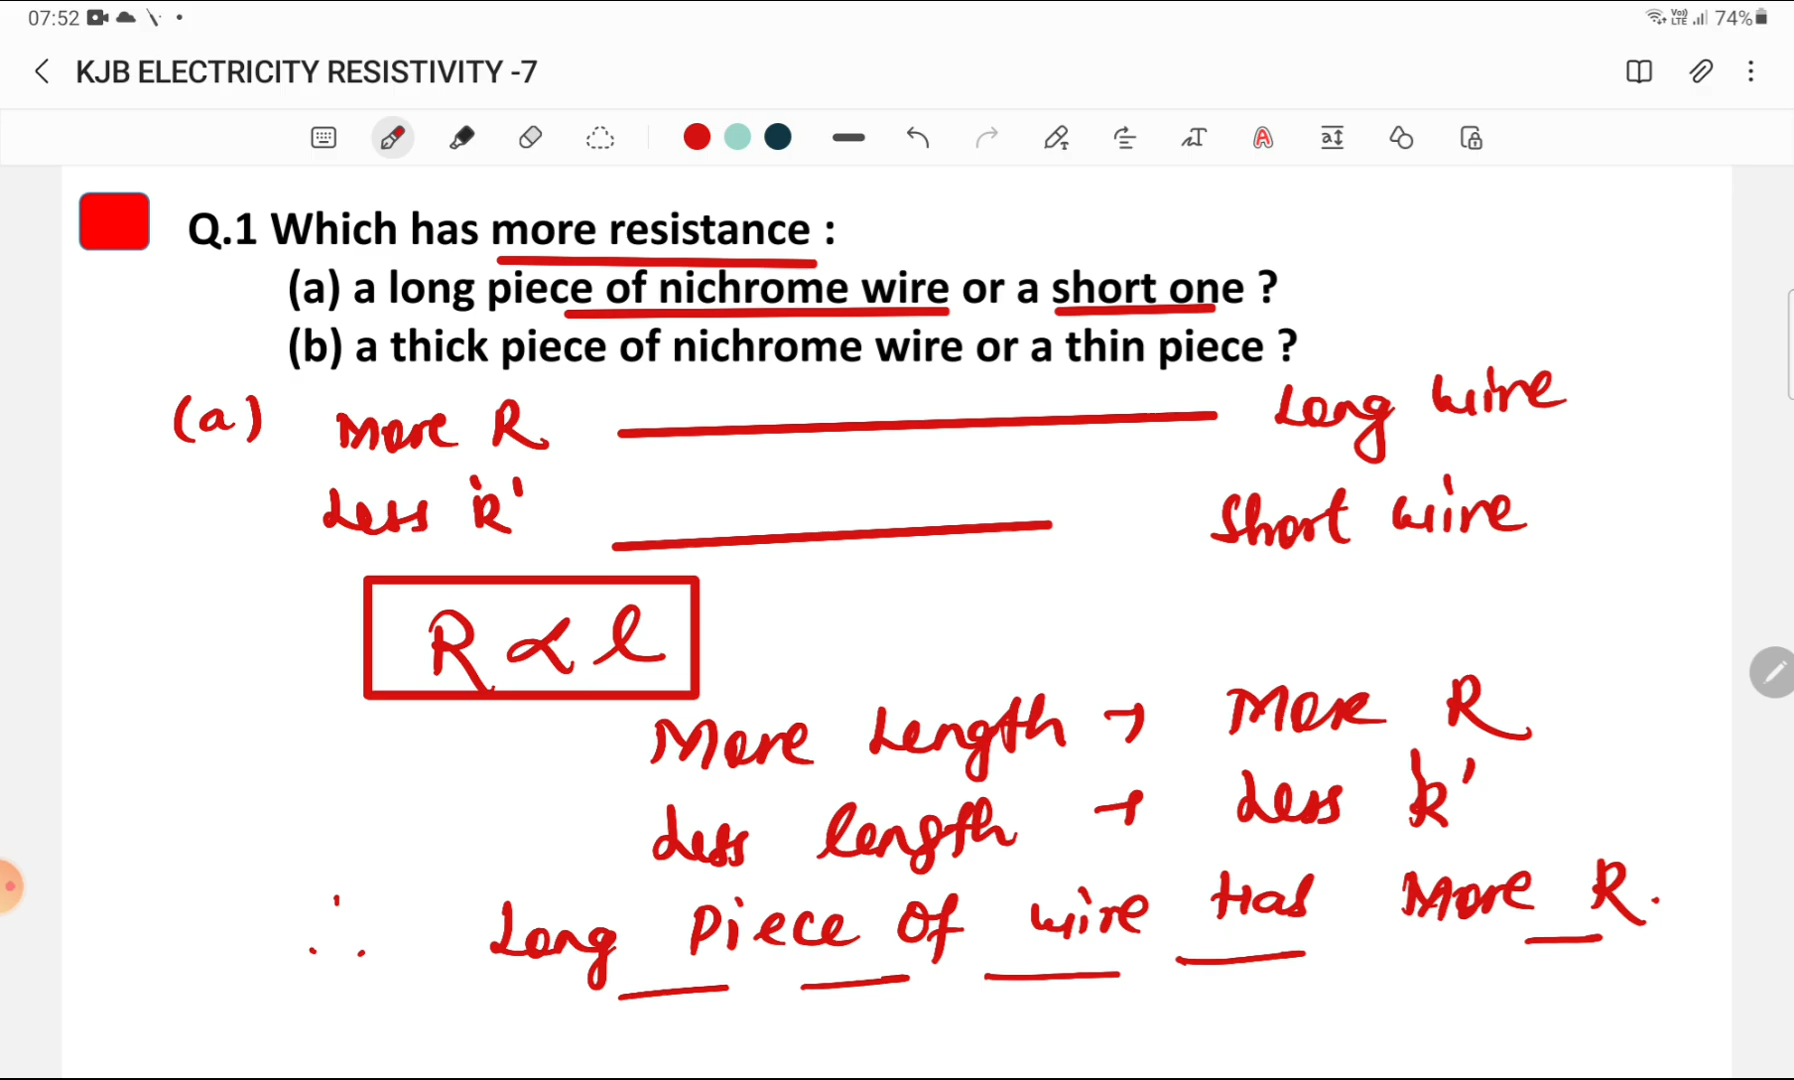 07:52 Vo) LTE 74%
KJB ELECTRICITY RESISTIVITY -7
Q.1 Which has more resistance :
(a) a long piece of nichrome wire or a short one ?
(b) a thick piece of nichrome wire or a thin piece ?
(a) More R Long wire
Less 'R' Short wire
R ∝ l
More Length → More R
Less length → Less 'R'
∴ Long Piece of wire Has More R.